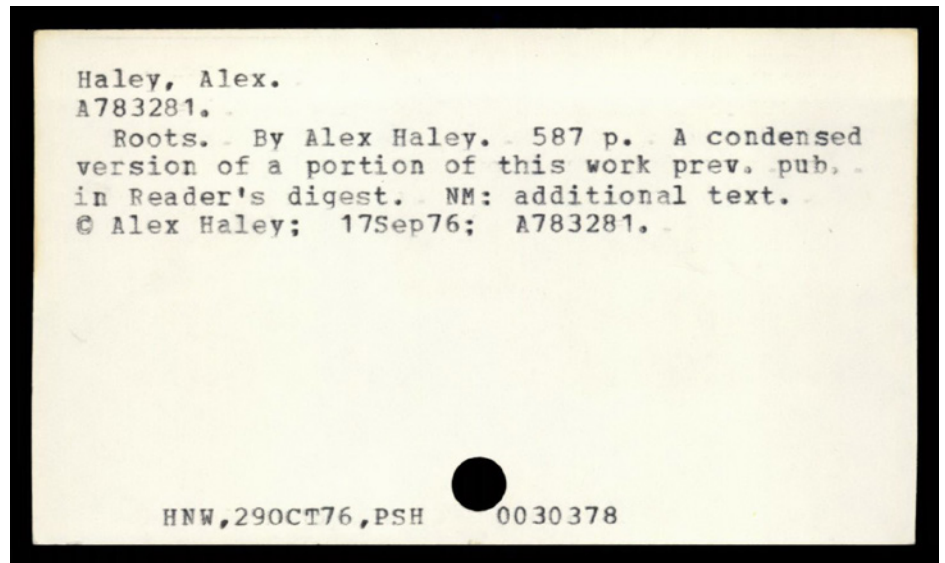 Haley, Alex.
A783281.
Roots. By Alex Haley. 587 p. A condensed
version of a portion of this work prev. pub.
in Reader's digest. NM: additional text.
© Alex Haley; 17Sep76; A783281.
HNW,29OCT76,PSH 0030378